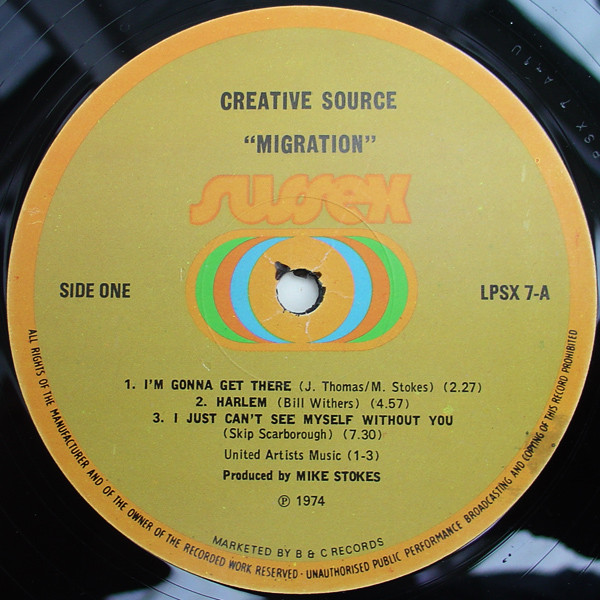 CREATIVE SOURCE
“MIGRATION”
sussex
SIDE ONE
LPSX 7-A
1. I'M GONNA GET THERE (J. Thomas/M. Stokes) (2.27)
2. HARLEM (Bill Withers) (4.57)
3. I JUST CAN'T SEE MYSELF WITHOUT YOU
(Skip Scarborough) (7.30)
United Artists Music (1-3)
Produced by MIKE STOKES
℗ 1974
MARKETED BY B & C RECORDS
ALL RIGHTS OF THE MANUFACTURER AND OF THE OWNER OF THE RECORDED WORK RESERVED · UNAUTHORISED PUBLIC PERFORMANCE BROADCASTING AND COPYING OF THIS RECORD PROHIBITED